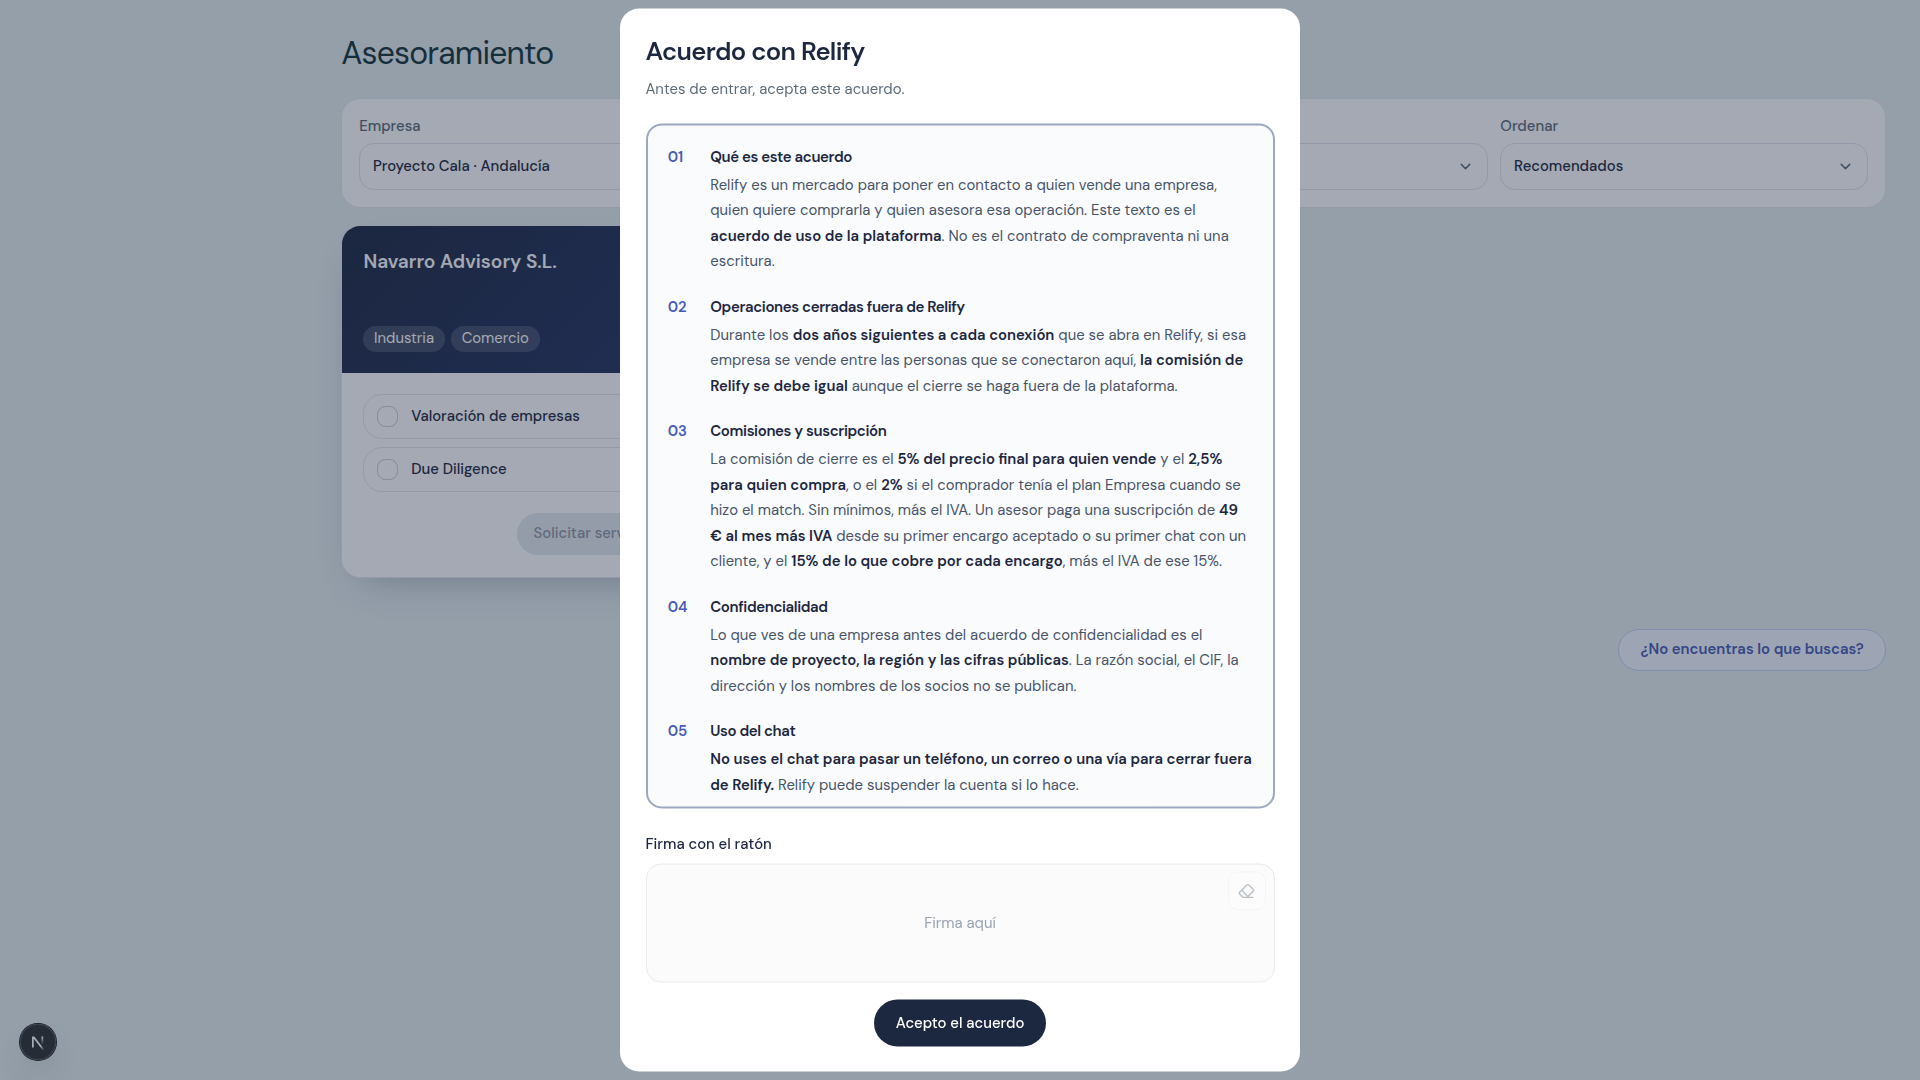 Asesoramiento
Empresa
Proyecto Cala · Andalucía
Ordenar
Recomendados
Navarro Advisory S.L.
Industria
Comercio
Valoración de empresas
Due Diligence
Solicitar serv
¿No encuentras lo que buscas?
Acuerdo con Relify
Antes de entrar, acepta este acuerdo.
01 Qué es este acuerdo
Relify es un mercado para poner en contacto a quien vende una empresa,
quien quiere comprarla y quien asesora esa operación. Este texto es el
acuerdo de uso de la plataforma. No es el contrato de compraventa ni una
escritura.
02 Operaciones cerradas fuera de Relify
Durante los dos años siguientes a cada conexión que se abra en Relify, si esa
empresa se vende entre las personas que se conectaron aquí, la comisión de
Relify se debe igual aunque el cierre se haga fuera de la plataforma.
03 Comisiones y suscripción
La comisión de cierre es el 5% del precio final para quien vende y el 2,5%
para quien compra, o el 2% si el comprador tenía el plan Empresa cuando se
hizo el match. Sin mínimos, más el IVA. Un asesor paga una suscripción de 49
€ al mes más IVA desde su primer encargo aceptado o su primer chat con un
cliente, y el 15% de lo que cobre por cada encargo, más el IVA de ese 15%.
04 Confidencialidad
Lo que ves de una empresa antes del acuerdo de confidencialidad es el
nombre de proyecto, la región y las cifras públicas. La razón social, el CIF, la
dirección y los nombres de los socios no se publican.
05 Uso del chat
No uses el chat para pasar un teléfono, un correo o una vía para cerrar fuera
de Relify. Relify puede suspender la cuenta si lo hace.
Firma con el ratón
Firma aquí
Acepto el acuerdo
N